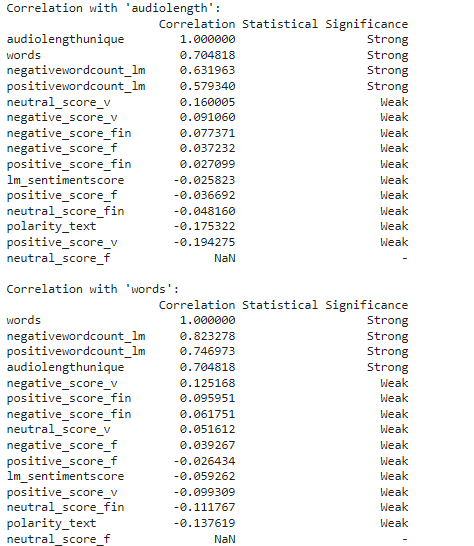 Correlation with 'audiolength':
Correlation Statistical Significance
audiolengthunique 1.000000 Strong
words 0.704818 Strong
negativewordcount_lm 0.631963 Strong
positivewordcount_lm 0.579340 Strong
neutral_score_v 0.160005 Weak
negative_score_v 0.091060 Weak
negative_score_fin 0.077371 Weak
negative_score_f 0.037232 Weak
positive_score_fin 0.027099 Weak
lm_sentimentscore -0.025823 Weak
positive_score_f -0.036692 Weak
neutral_score_fin -0.048160 Weak
polarity_text -0.175322 Weak
positive_score_v -0.194275 Weak
neutral_score_f NaN -
Correlation with 'words':
Correlation Statistical Significance
words 1.000000 Strong
negativewordcount_lm 0.823278 Strong
positivewordcount_lm 0.746973 Strong
audiolengthunique 0.704818 Strong
negative_score_v 0.125168 Weak
positive_score_fin 0.095951 Weak
negative_score_fin 0.061751 Weak
neutral_score_v 0.051612 Weak
negative_score_f 0.039267 Weak
positive_score_f -0.026434 Weak
lm_sentimentscore -0.059262 Weak
positive_score_v -0.099309 Weak
neutral_score_fin -0.111767 Weak
polarity_text -0.137619 Weak
neutral_score_f NaN -